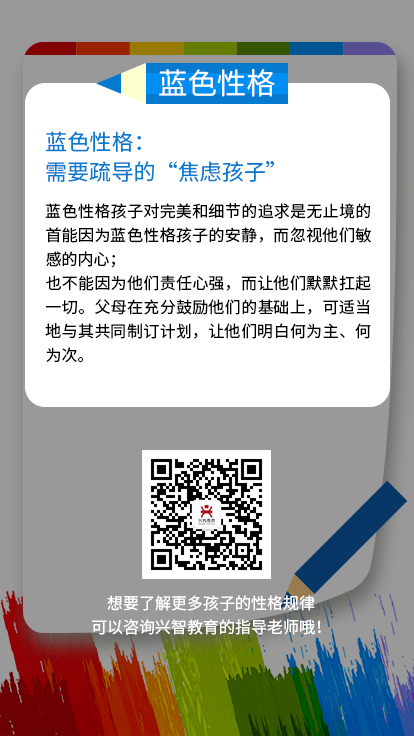 蓝色性格
蓝色性格：
需要疏导的“焦虑孩子”
蓝色性格孩子对完美和细节的追求是无止境的
首能因为蓝色性格孩子的安静，而忽视他们敏
感的内心；
也不能因为他们责任心强，而让他们默默扛起
一切。父母在充分鼓励他们的基础上，可适当
地与其共同制订计划，让他们明白何为主、何
为次。
想要了解更多孩子的性格规律
可以咨询兴智教育的指导老师哦！